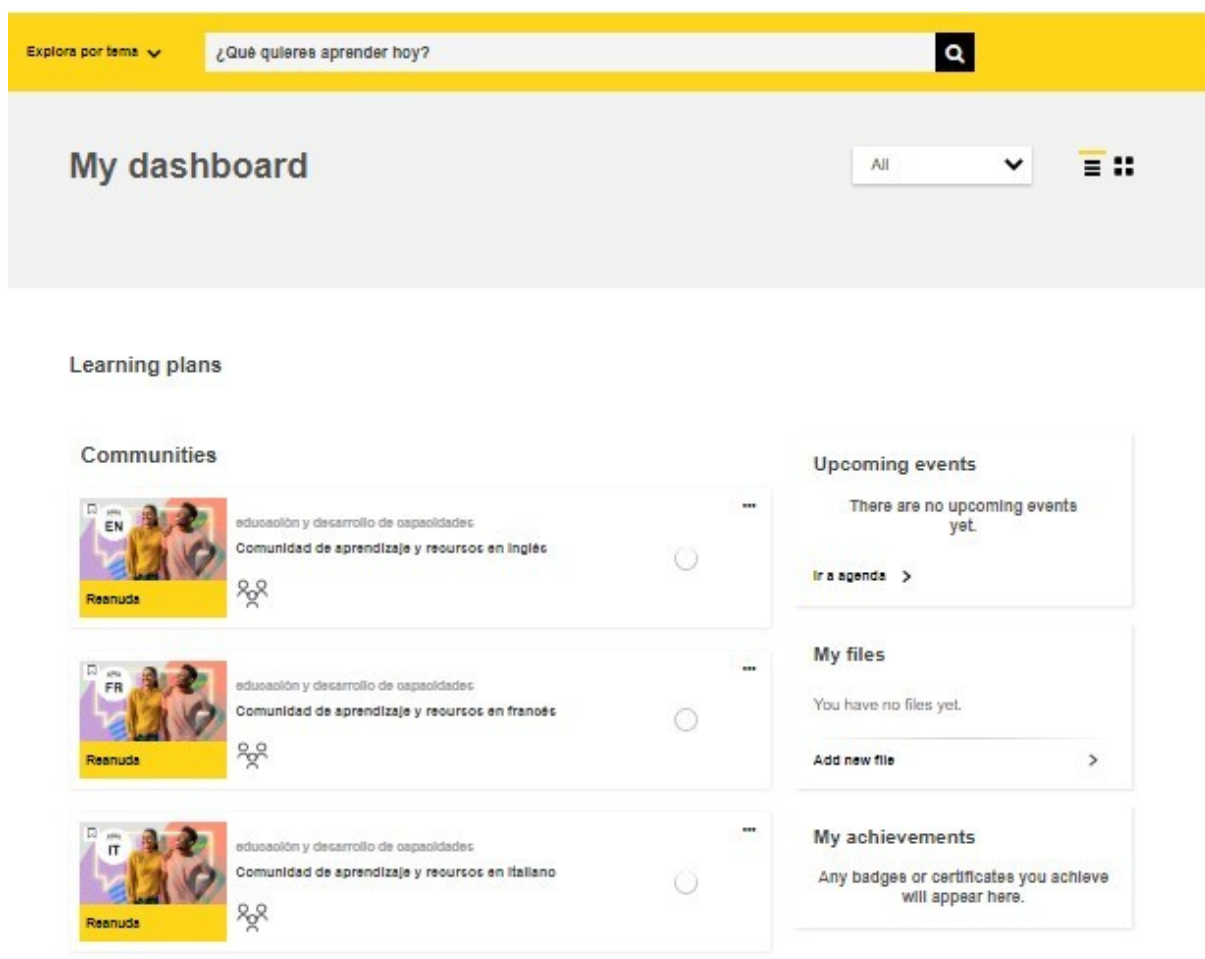 Explora por tema
¿Qué quieres aprender hoy?
My dashboard
All
Learning plans
Communities
EN
educación y desarrollo de capacidades
Comunidad de aprendizaje y recursos en inglés
Reanuda
FR
educación y desarrollo de capacidades
Comunidad de aprendizaje y recursos en francés
Reanuda
IT
educación y desarrollo de capacidades
Comunidad de aprendizaje y recursos en italiano
Reanuda
Upcoming events
There are no upcoming events
yet.
Ir a agenda
My files
You have no files yet.
Add new file
My achievements
Any badges or certificates you achieve
will appear here.